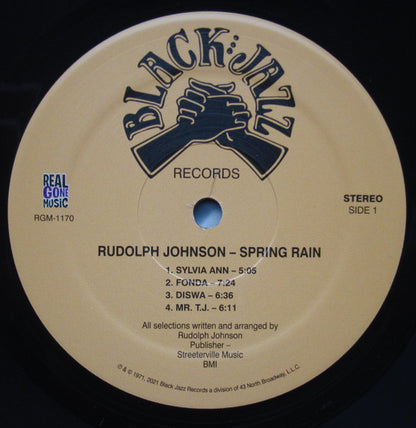 BLACK JAZZ
RECORDS
REAL
GONE
MUSIC
RGM-1170
STEREO
SIDE 1
RUDOLPH JOHNSON – SPRING RAIN
1. SYLVIA ANN – 5:05
2. FONDA – 7:24
3. DISWA – 6:36
4. MR. T.J. – 6:11
All selections written and arranged by
Rudolph Johnson
Publisher –
Streeterville Music
BMI
℗ & © 1971, 2021 Black Jazz Records a division of 43 North Broadway, L.L.C.